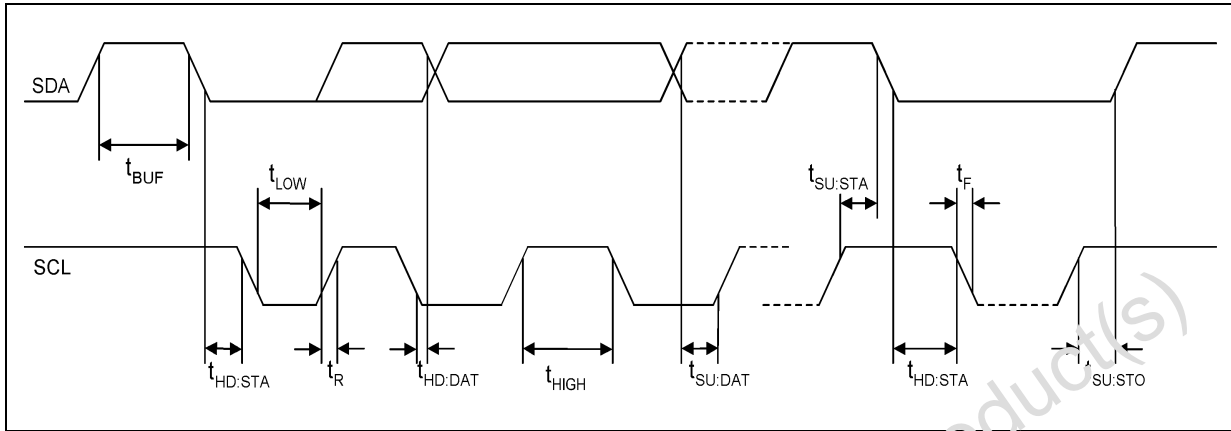 SDA
tBUF
tLOW
tSU:STA
tF
SCL
tHD:STA
tR
tHD:DAT
tHIGH
tSU:DAT
tHD:STA
SU:STO